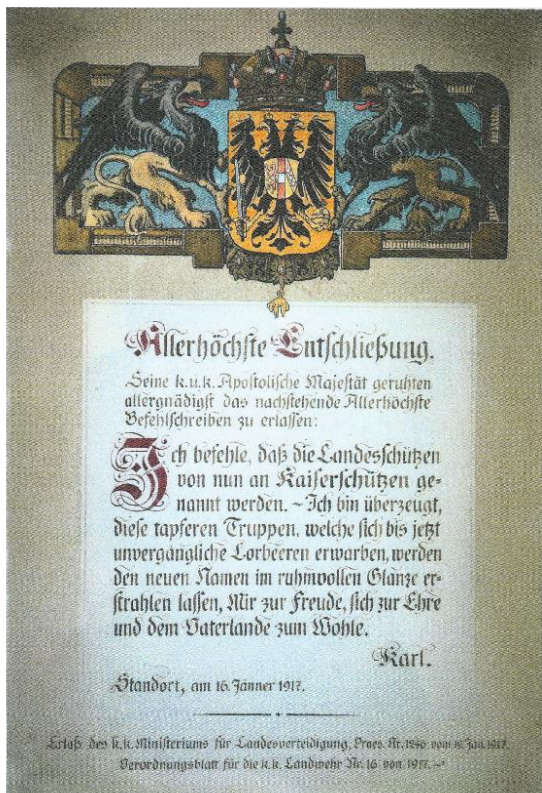 Allerhöchste Entschließung.
Seine k.u.k. Apostolische Majestät geruhten
allergnädigst das nachstehende Allerhöchste
Befehlschreiben zu erlassen:
Ich befehle, daß die Landesschützen
von nun an Kaiserschützen ge-
nannt werden. ~ Ich bin überzeugt,
diese tapferen Truppen, welche sich bis jetzt
unvergängliche Lorbeeren erwarben, werden
den neuen Namen im ruhmvollen Glanze er-
strahlen lassen, Mir zur Freude, sich zur Ehre
und dem Vaterlande zum Wohle.
Karl.
Standort, am 16. Jänner 1917.
Erlaß des k.k. Ministeriums für Landesverteidigung, Praes. Nr. 1246 vom Jan. 1917.
Verordnungsblatt für die k.k. Landwehr Nr. 16 von 1917. ~